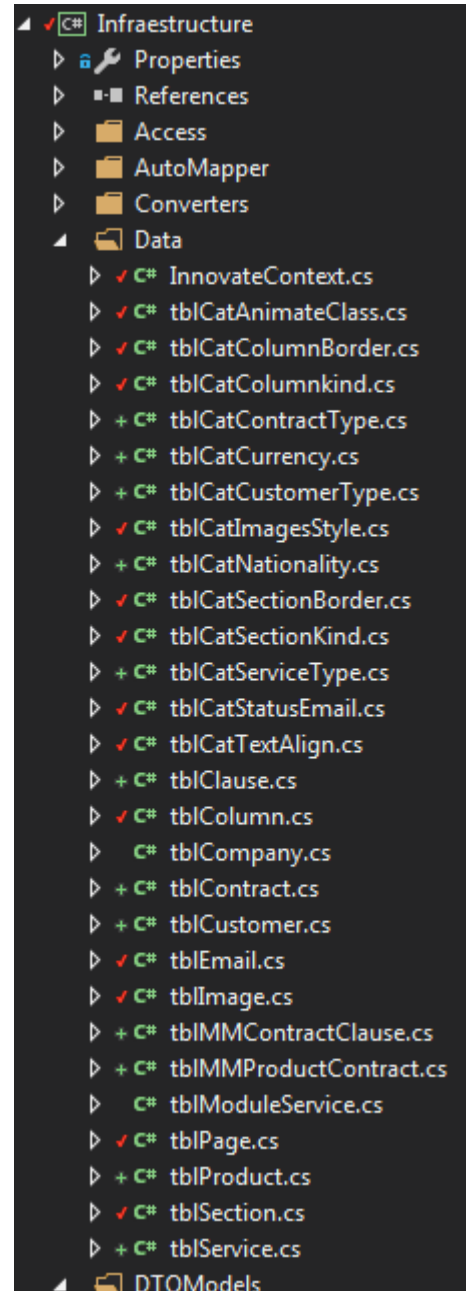 C# Infraestructure
Properties
References
Access
AutoMapper
Converters
Data
C# InnovateContext.cs
C# tblCatAnimateClass.cs
C# tblCatColumnBorder.cs
C# tblCatColumnkind.cs
+ C# tblCatContractType.cs
+ C# tblCatCurrency.cs
+ C# tblCatCustomerType.cs
C# tblCatImagesStyle.cs
+ C# tblCatNationality.cs
C# tblCatSectionBorder.cs
C# tblCatSectionKind.cs
+ C# tblCatServiceType.cs
C# tblCatStatusEmail.cs
C# tblCatTextAlign.cs
+ C# tblClause.cs
C# tblColumn.cs
C# tblCompany.cs
+ C# tblContract.cs
+ C# tblCustomer.cs
C# tblEmail.cs
C# tblImage.cs
+ C# tblMMContractClause.cs
+ C# tblMMProductContract.cs
C# tblModuleService.cs
C# tblPage.cs
+ C# tblProduct.cs
C# tblSection.cs
+ C# tblService.cs
DTOModels